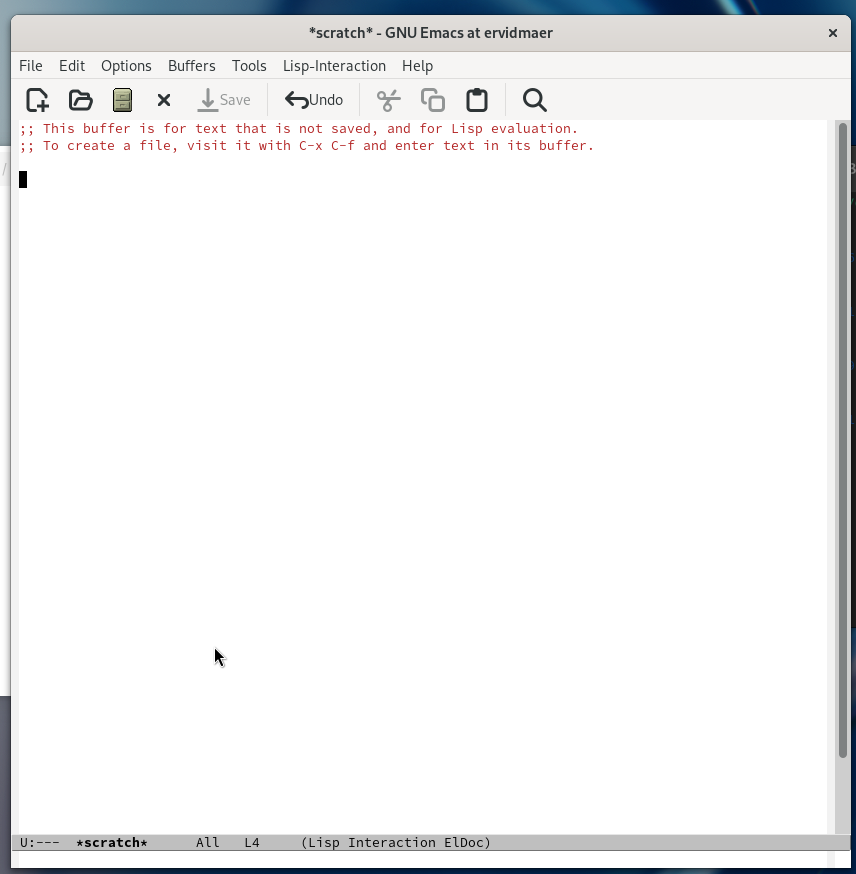 *scratch* - GNU Emacs at ervidmaer
File Edit Options Buffers Tools Lisp-Interaction Help
Save Undo
;; This buffer is for text that is not saved, and for Lisp evaluation.
;; To create a file, visit it with C-x C-f and enter text in its buffer.
U:--- *scratch* All L4 (Lisp Interaction ElDoc)